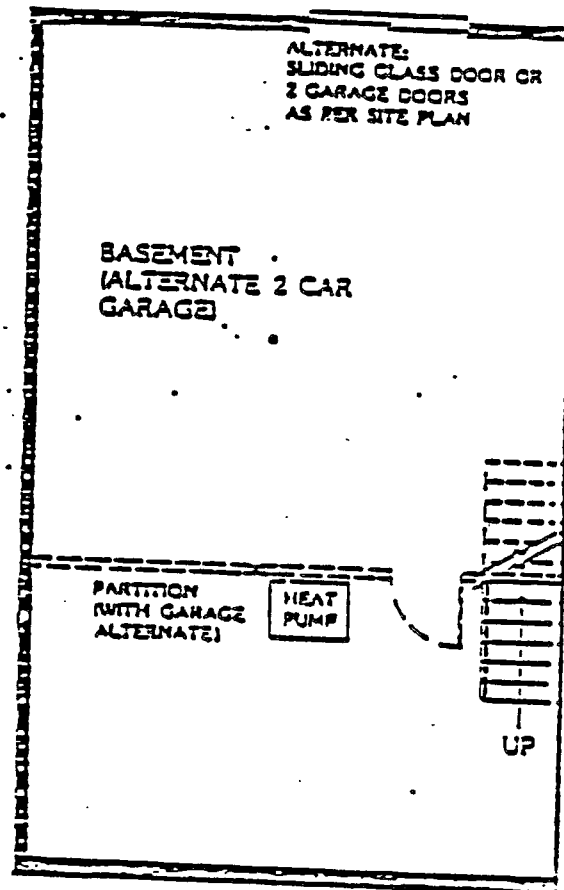 ALTERNATE:
SLIDING GLASS DOOR OR
2 GARAGE DOORS
AS PER SITE PLAN
BASEMENT
(ALTERNATE 2 CAR
GARAGE)
PARTITION
(WITH GARAGE
ALTERNATE)
HEAT
PUMP
UP